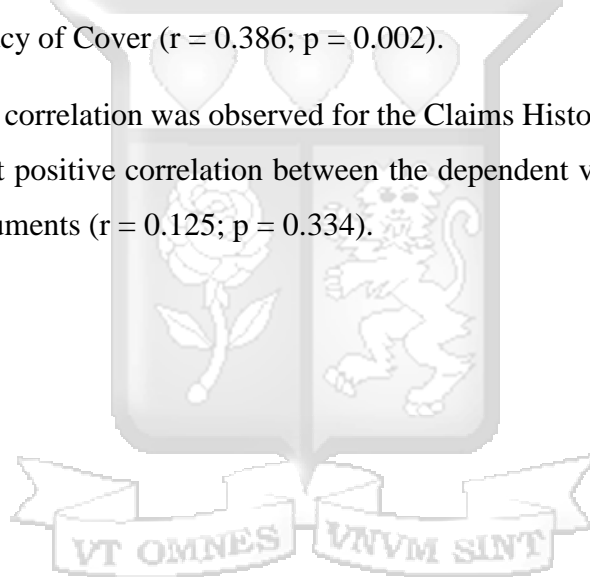 cy of Cover (r = 0.386; p = 0.002).
correlation was observed for the Claims Histo
t positive correlation between the dependent v
uments (r = 0.125; p = 0.334).
VT OMNES VNVM SINT